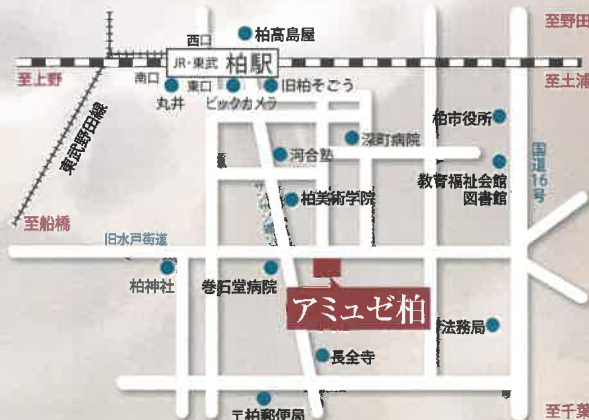 至野田
柏高島屋
西口
JR・東武 柏駅
至上野
南口
東口
旧柏そごう
至土浦
丸井
ビックカメラ
東武野田線
柏市役所
深町病院
国道16号
河合塾
教育福祉会館
図書館
柏美術学院
至船橋
旧水戸街道
柏神社
巻石堂病院
アミュゼ柏
法務局
長全寺
〒柏郵便局
至千葉